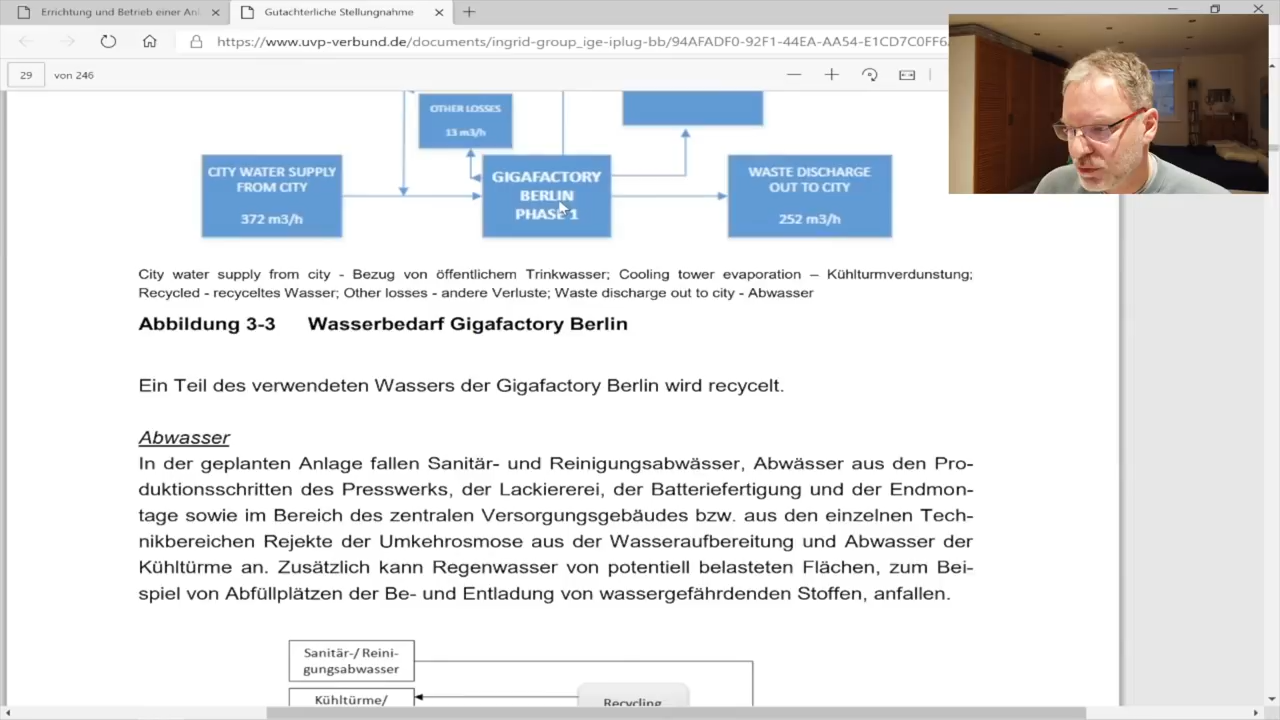 Errichtung und Betrieb einer Anl
Gutachterliche Stellungnahme
https://www.uvp-verbund.de/documents/ingrid-group_ige-iplug-bb/94AFADF0-92F1-44EA-AA54-E1CD7C0FF6
29 von 246
OTHER LOSSES
13 m3/h
CITY WATER SUPPLY
FROM CITY
372 m3/h
GIGAFACTORY
BERLIN
PHASE 1
WASTE DISCHARGE
OUT TO CITY
252 m3/h
City water supply from city - Bezug von öffentlichem Trinkwasser; Cooling tower evaporation – Kühlturmverdunstung;
Recycled - recyceltes Wasser; Other losses - andere Verluste; Waste discharge out to city - Abwasser
Abbildung 3-3 Wasserbedarf Gigafactory Berlin
Ein Teil des verwendeten Wassers der Gigafactory Berlin wird recycelt.
Abwasser
In der geplanten Anlage fallen Sanitär- und Reinigungsabwässer, Abwässer aus den Pro-
duktionsschritten des Presswerks, der Lackiererei, der Batteriefertigung und der Endmon-
tage sowie im Bereich des zentralen Versorgungsgebäudes bzw. aus den einzelnen Tech-
nikbereichen Rejekte der Umkehrosmose aus der Wasseraufbereitung und Abwasser der
Kühltürme an. Zusätzlich kann Regenwasser von potentiell belasteten Flächen, zum Bei-
spiel von Abfüllplätzen der Be- und Entladung von wassergefährdenden Stoffen, anfallen.
Sanitär-/ Reini-
gungsabwasser
Kühltürme/
Recycling